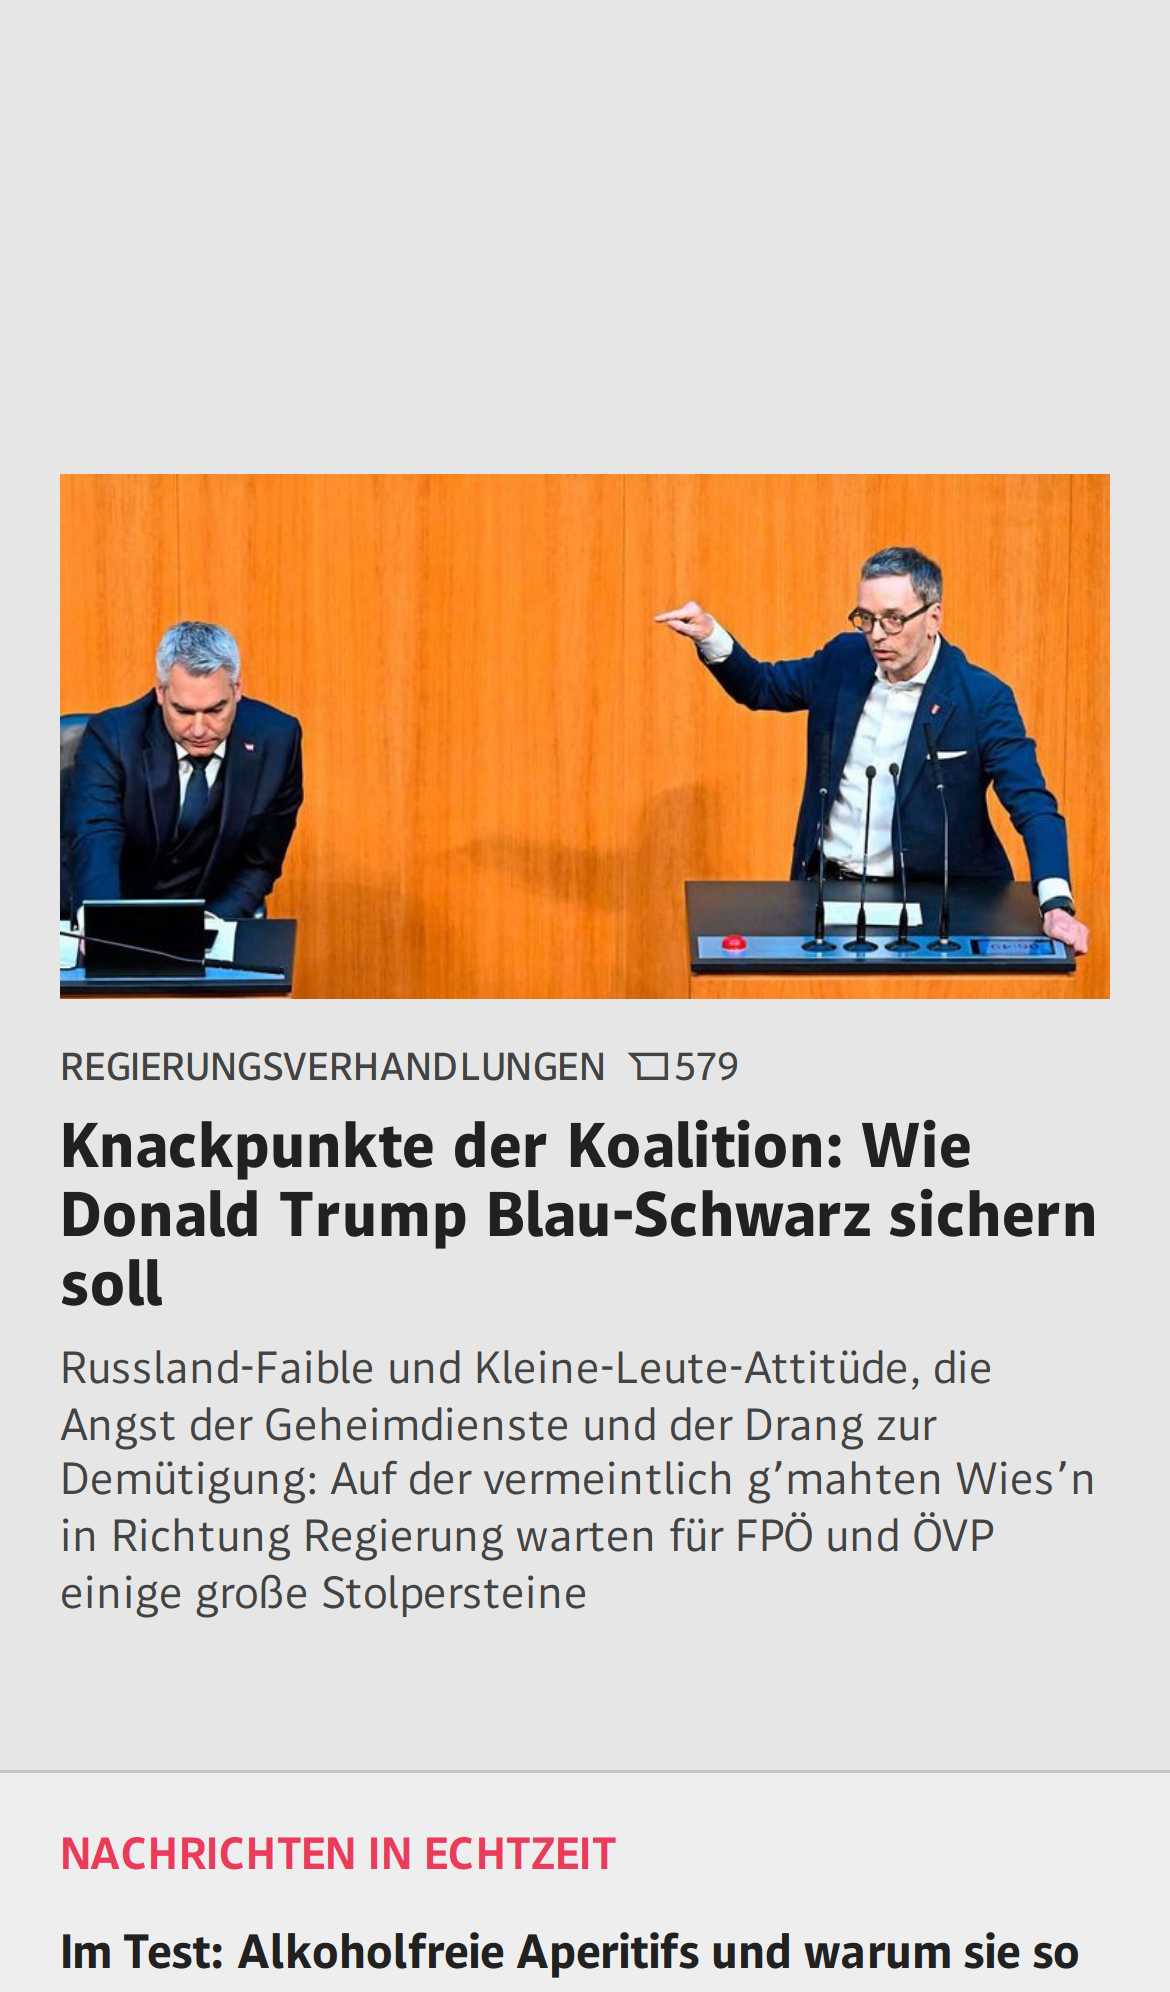 REGIERUNGSVERHANDLUNGEN 579
Knackpunkte der Koalition: Wie
Donald Trump Blau-Schwarz sichern
soll
Russland-Faible und Kleine-Leute-Attitüde, die
Angst der Geheimdienste und der Drang zur
Demütigung: Auf der vermeintlich g’mahten Wies’n
in Richtung Regierung warten für FPÖ und ÖVP
einige große Stolpersteine
NACHRICHTEN IN ECHTZEIT
Im Test: Alkoholfreie Aperitifs und warum sie so